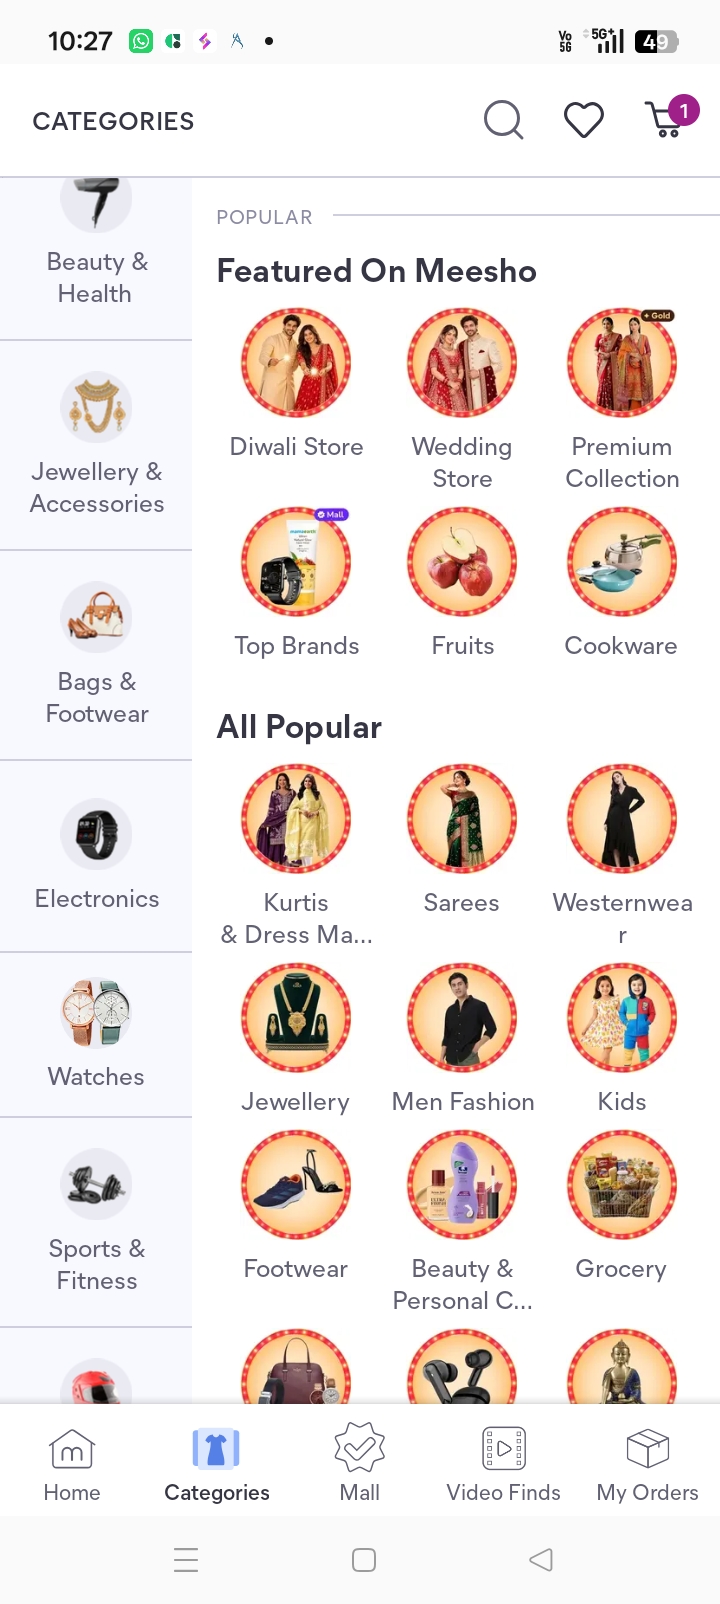 10:27
Vo
5G
5G+
49
CATEGORIES
1
Beauty &
Health
Jewellery &
Accessories
Bags &
Footwear
Electronics
Watches
Sports &
Fitness
POPULAR
Featured On Meesho
Gold
Diwali Store
Wedding
Store
Premium
Collection
Mall
Top Brands
Fruits
Cookware
All Popular
Kurtis
& Dress Ma...
Sarees
Westernwea
r
Jewellery
Men Fashion
Kids
Footwear
Beauty &
Personal C...
Grocery
Home
Categories
Mall
Video Finds
My Orders